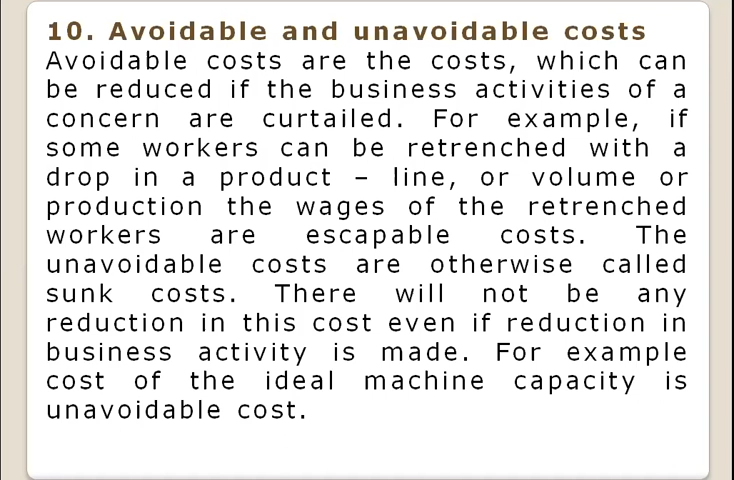 10. Avoidable and unavoidable costs
Avoidable costs are the costs, which can
be reduced if the business activities of a
concern are curtailed. For example, if
some workers can be retrenched with a
drop in a product – line, or volume or
production the wages of the retrenched
workers are escapable costs. The
unavoidable costs are otherwise called
sunk costs. There will not be any
reduction in this cost even if reduction in
business activity is made. For example
cost of the ideal machine capacity is
unavoidable cost.